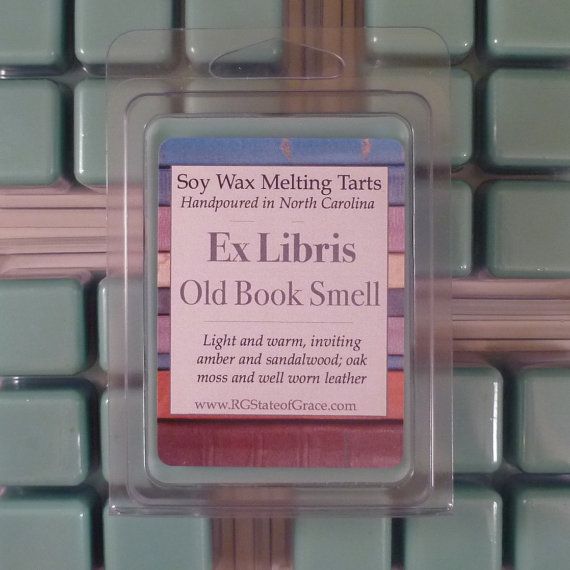 Soy Wax Melting Tarts
Handpoured in North Carolina
Ex Libris
Old Book Smell
Light and warm, inviting
amber and sandalwood; oak
moss and well worn leather
www.RGStateofGrace.com